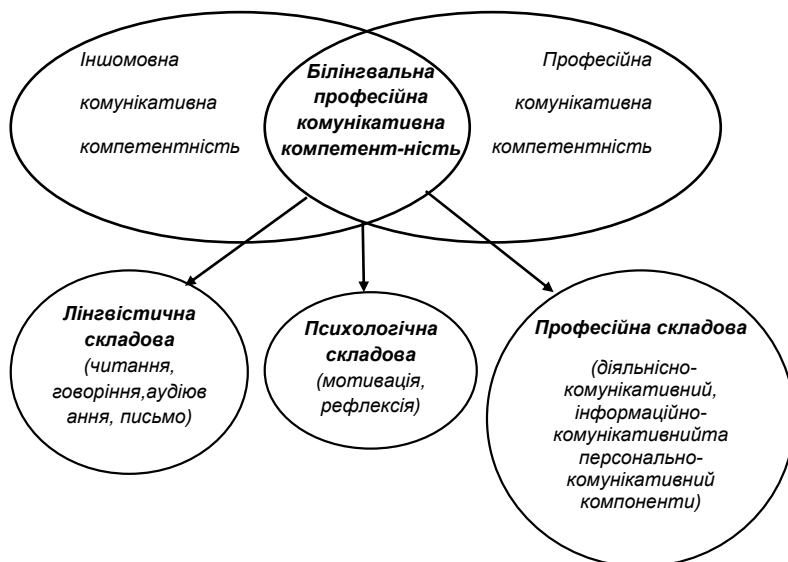 Іншомовна
комунікативна
компетентність
Білінгвальна
професійна
комунікативна
компетент-ність
Професійна
комунікативна
компетентність
Лінгвістична
складова
(читання,
говоріння,аудіюв
ання, письмо)
Психологічна
складова
(мотивація,
рефлексія)
Професійна складова
(діяльнісно-
комунікативний,
інформаційно-
комунікативнийта
персонально-
комунікативний
компоненти)